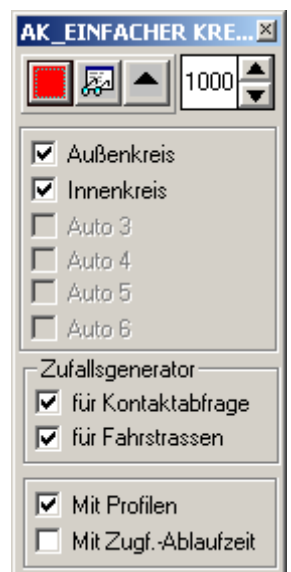 AK_EINFACHER KRE...
1000
Außenkreis
Innenkreis
Auto 3
Auto 4
Auto 5
Auto 6
Zufallsgenerator
für Kontaktabfrage
für Fahrstrassen
Mit Profilen
Mit Zugf.-Ablaufzeit